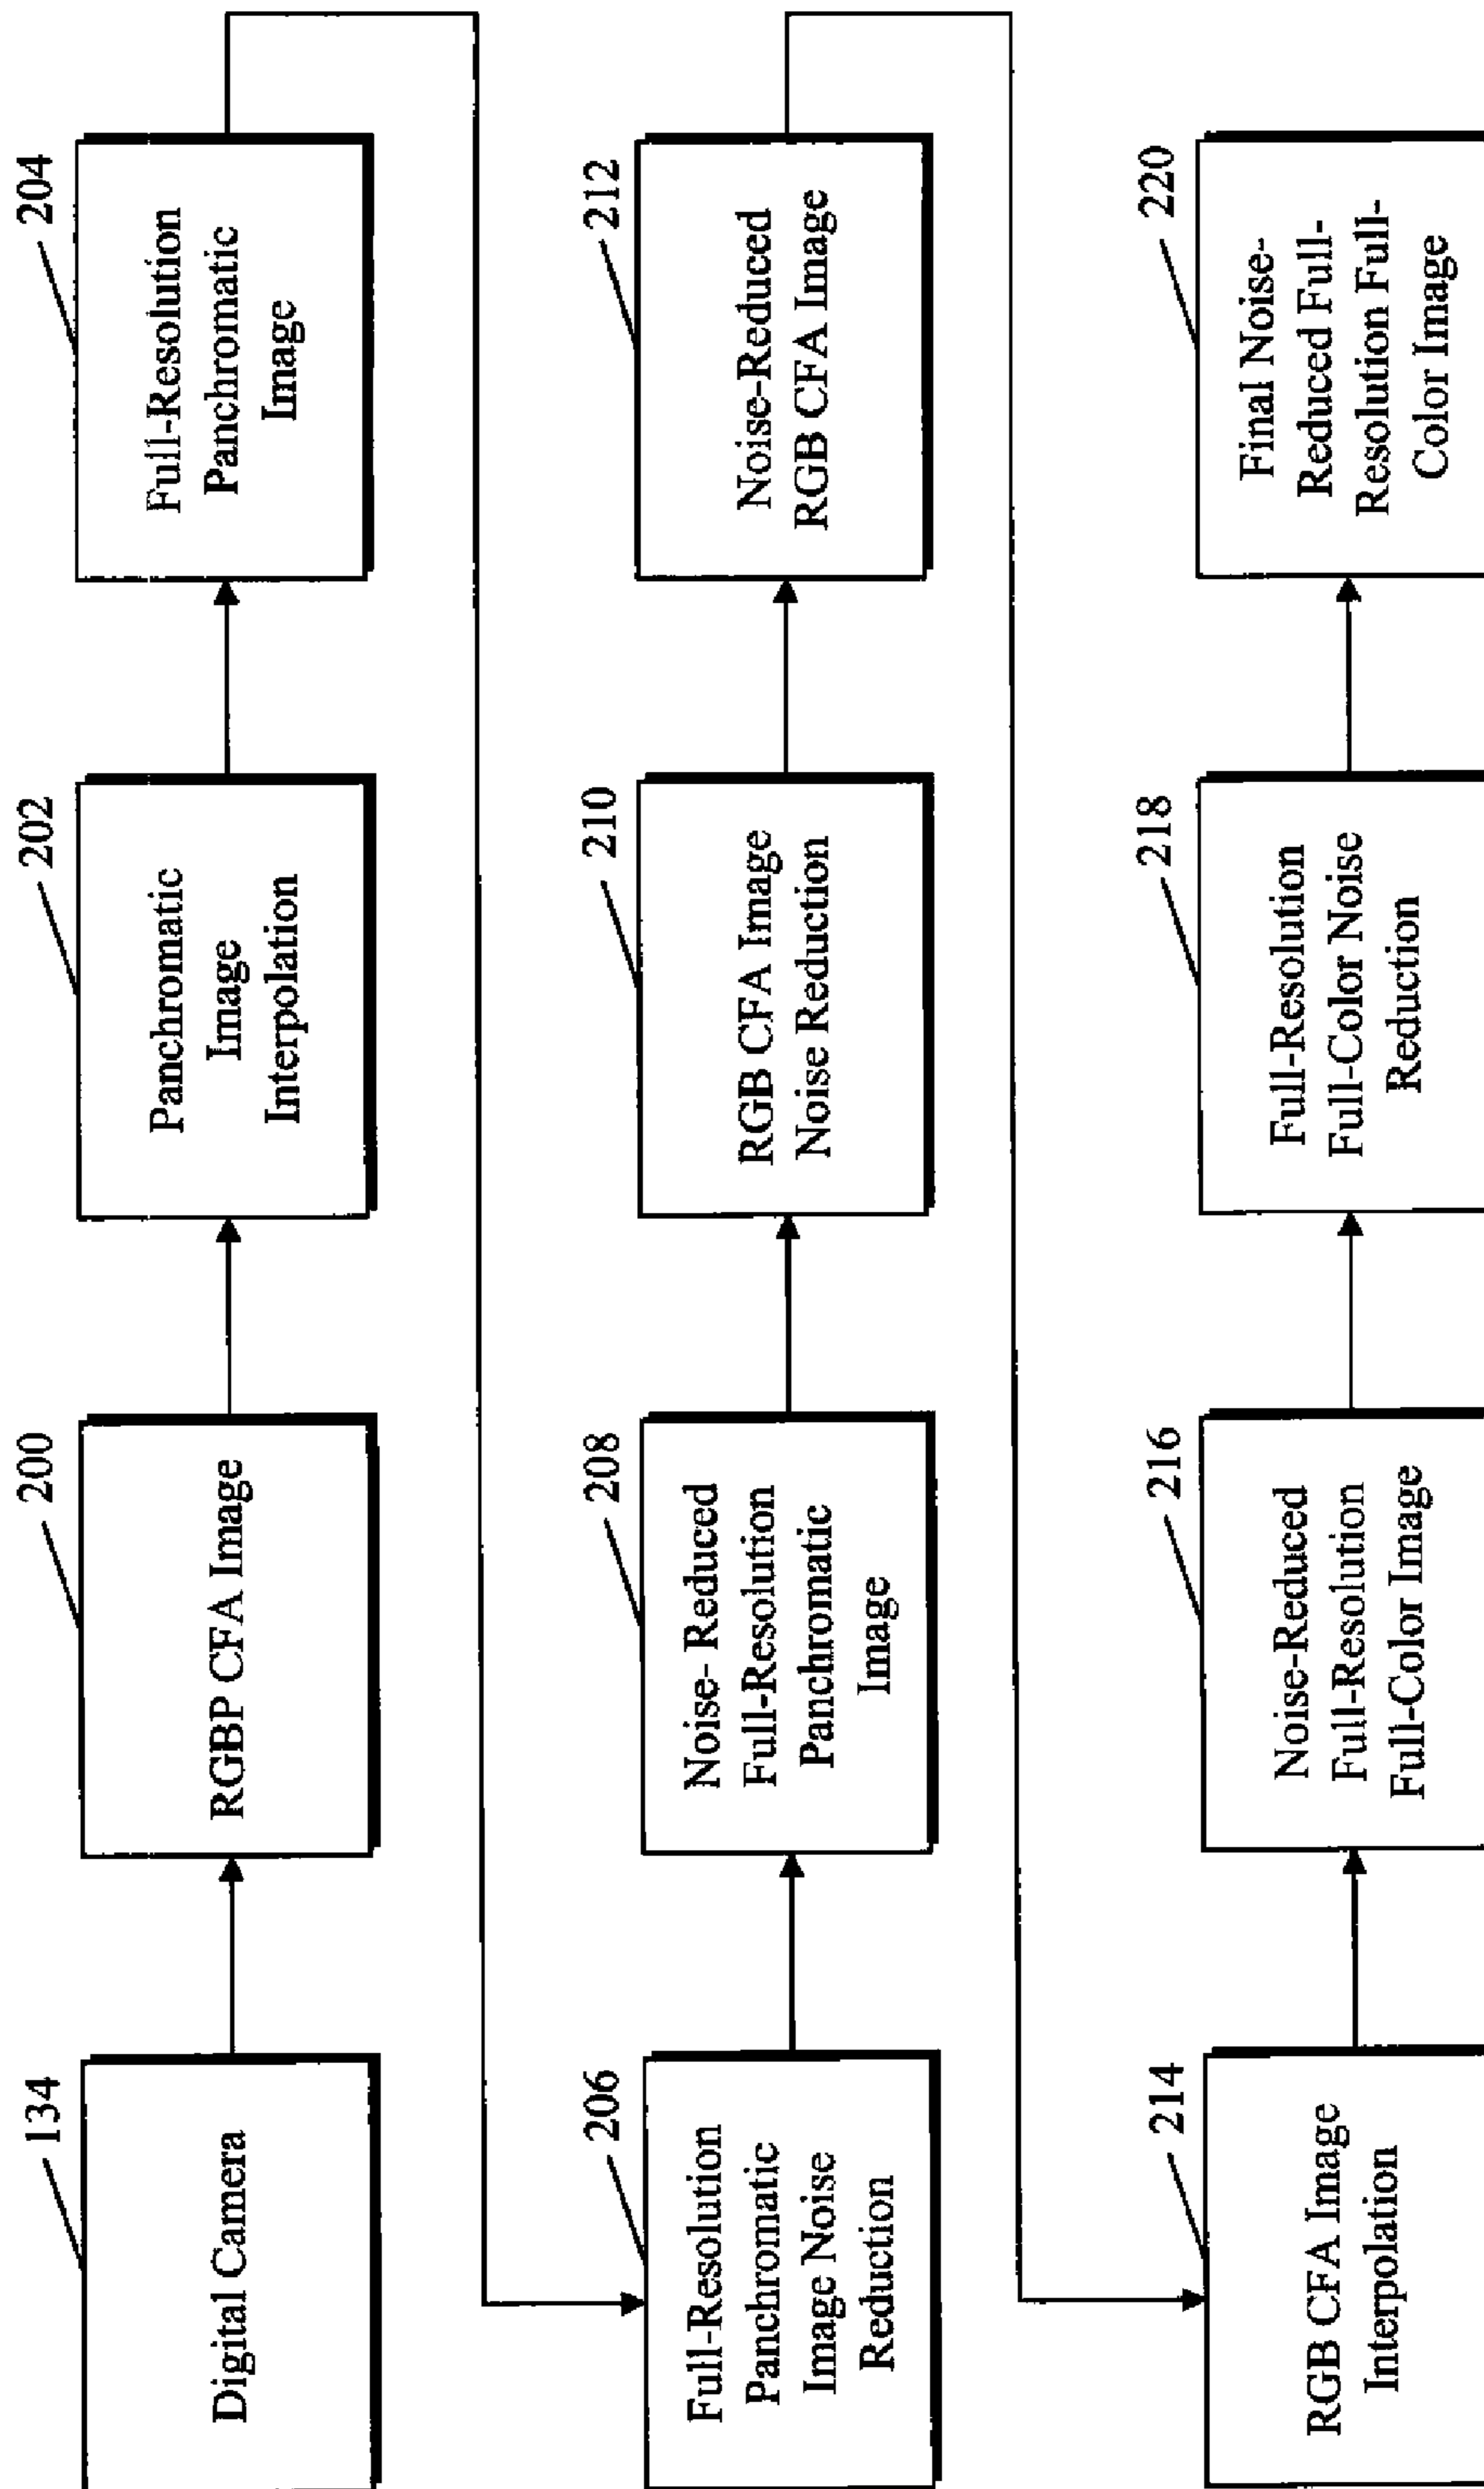 134
Digital Camera
200
RGBP CFA Image
202
Panchromatic
Image
Interpolation
204
Full-Resolution
Panchromatic
Image
206
Full-Resolution
Panchromatic
Image Noise
Reduction
208
Noise- Reduced
Full-Resolution
Panchromatic
Image
210
RGB CFA Image
Noise Reduction
212
Noise-Reduced
RGB CFA Image
214
RGB CFA Image
Interpolation
216
Noise-Reduced
Full-Resolution
Full-Color Image
218
Full-Resolution
Full-Color Noise
Reduction
220
Final Noise-
Reduced Full-
Resolution Full-
Color Image